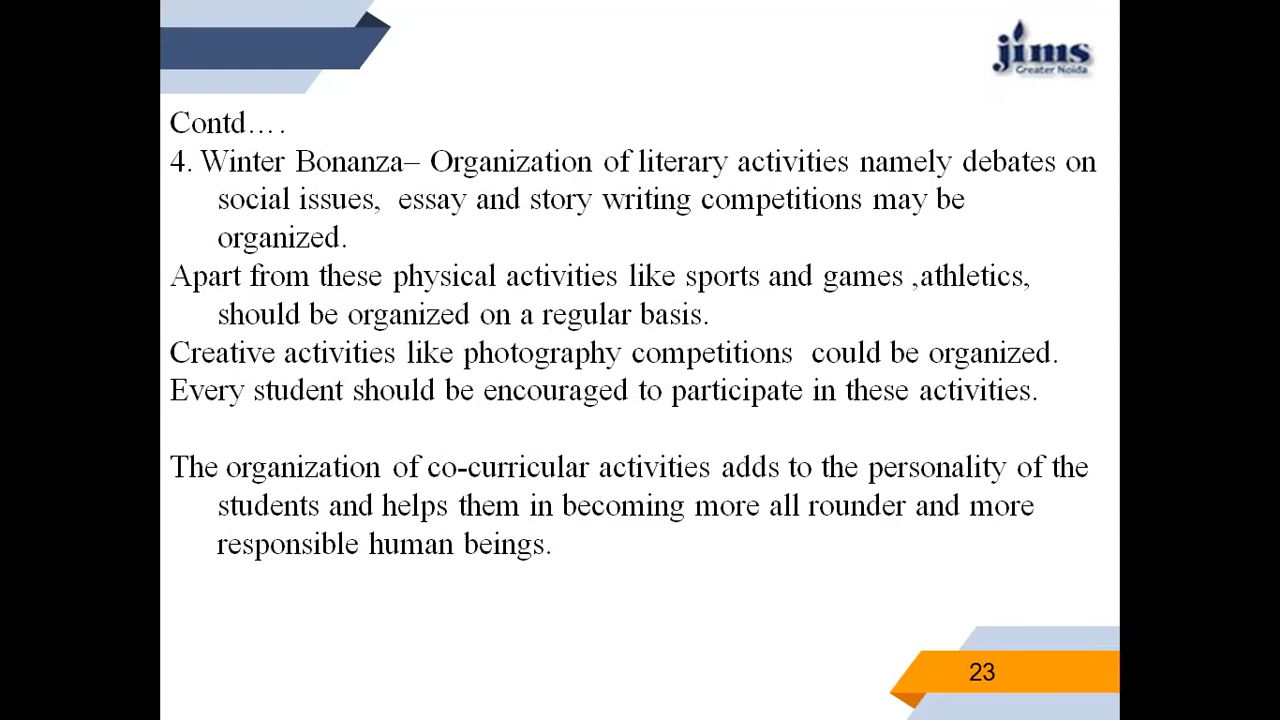 jims
Greater Noida
Contd….
4. Winter Bonanza– Organization of literary activities namely debates on
social issues, essay and story writing competitions may be
organized.
Apart from these physical activities like sports and games ,athletics,
should be organized on a regular basis.
Creative activities like photography competitions could be organized.
Every student should be encouraged to participate in these activities.
The organization of co-curricular activities adds to the personality of the
students and helps them in becoming more all rounder and more
responsible human beings.
23